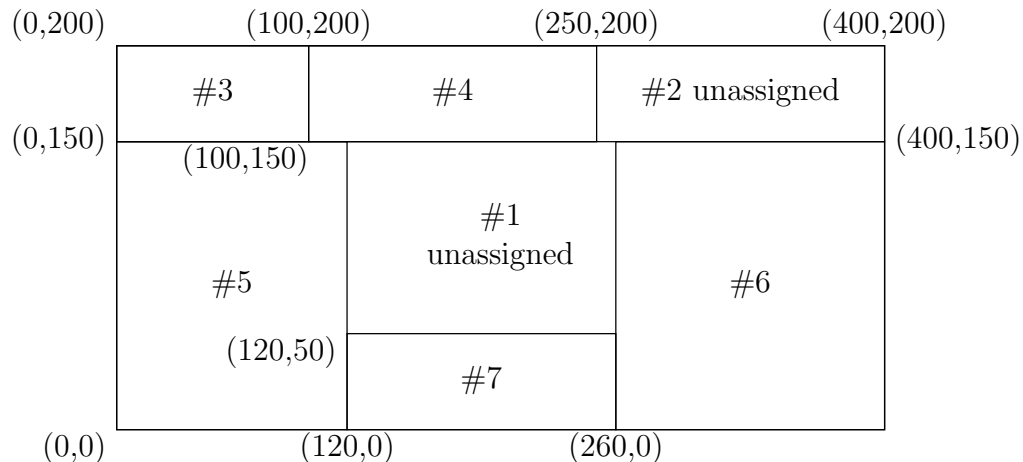 (0,200) (100,200) (250,200) (400,200)
#3 #4 #2 unassigned
(0,150) (100,150) (400,150)
#1
unassigned
#5 #6
(120,50)
#7
(0,0) (120,0) (260,0)